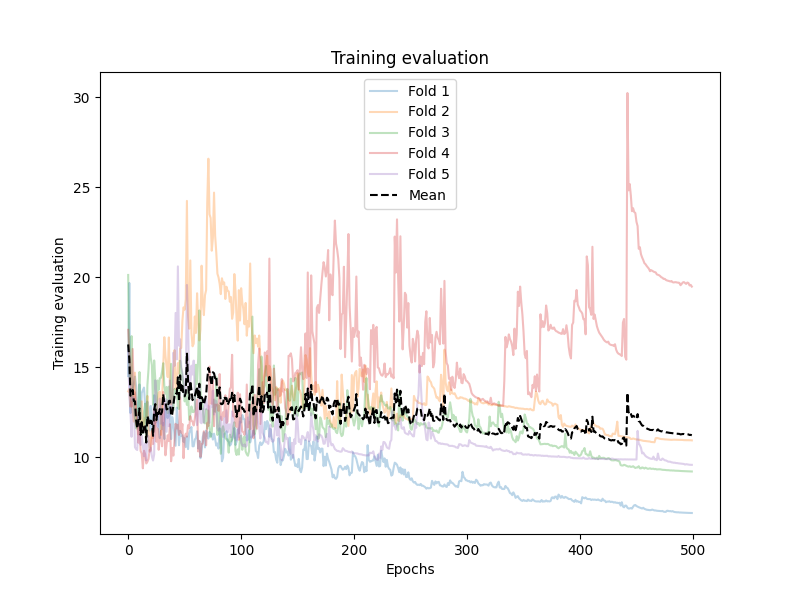 Training evaluation
30
25
20
15
10
Training evaluation
Fold 1
Fold 2
Fold 3
Fold 4
Fold 5
Mean
0
100
200
300
400
500
Epochs